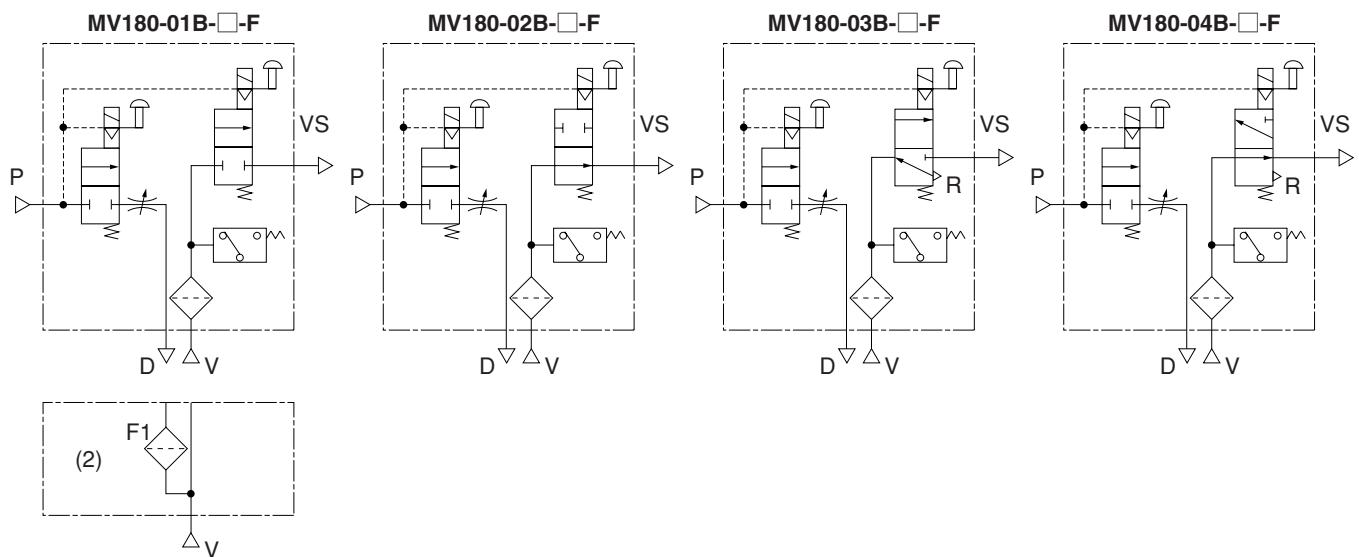 MV180-01B-□-F
MV180-02B-□-F
MV180-03B-□-F
MV180-04B-□-F
VS
P
D
V
VS
P
D
V
VS
P
R
D
V
VS
P
R
D
V
F1
(2)
V